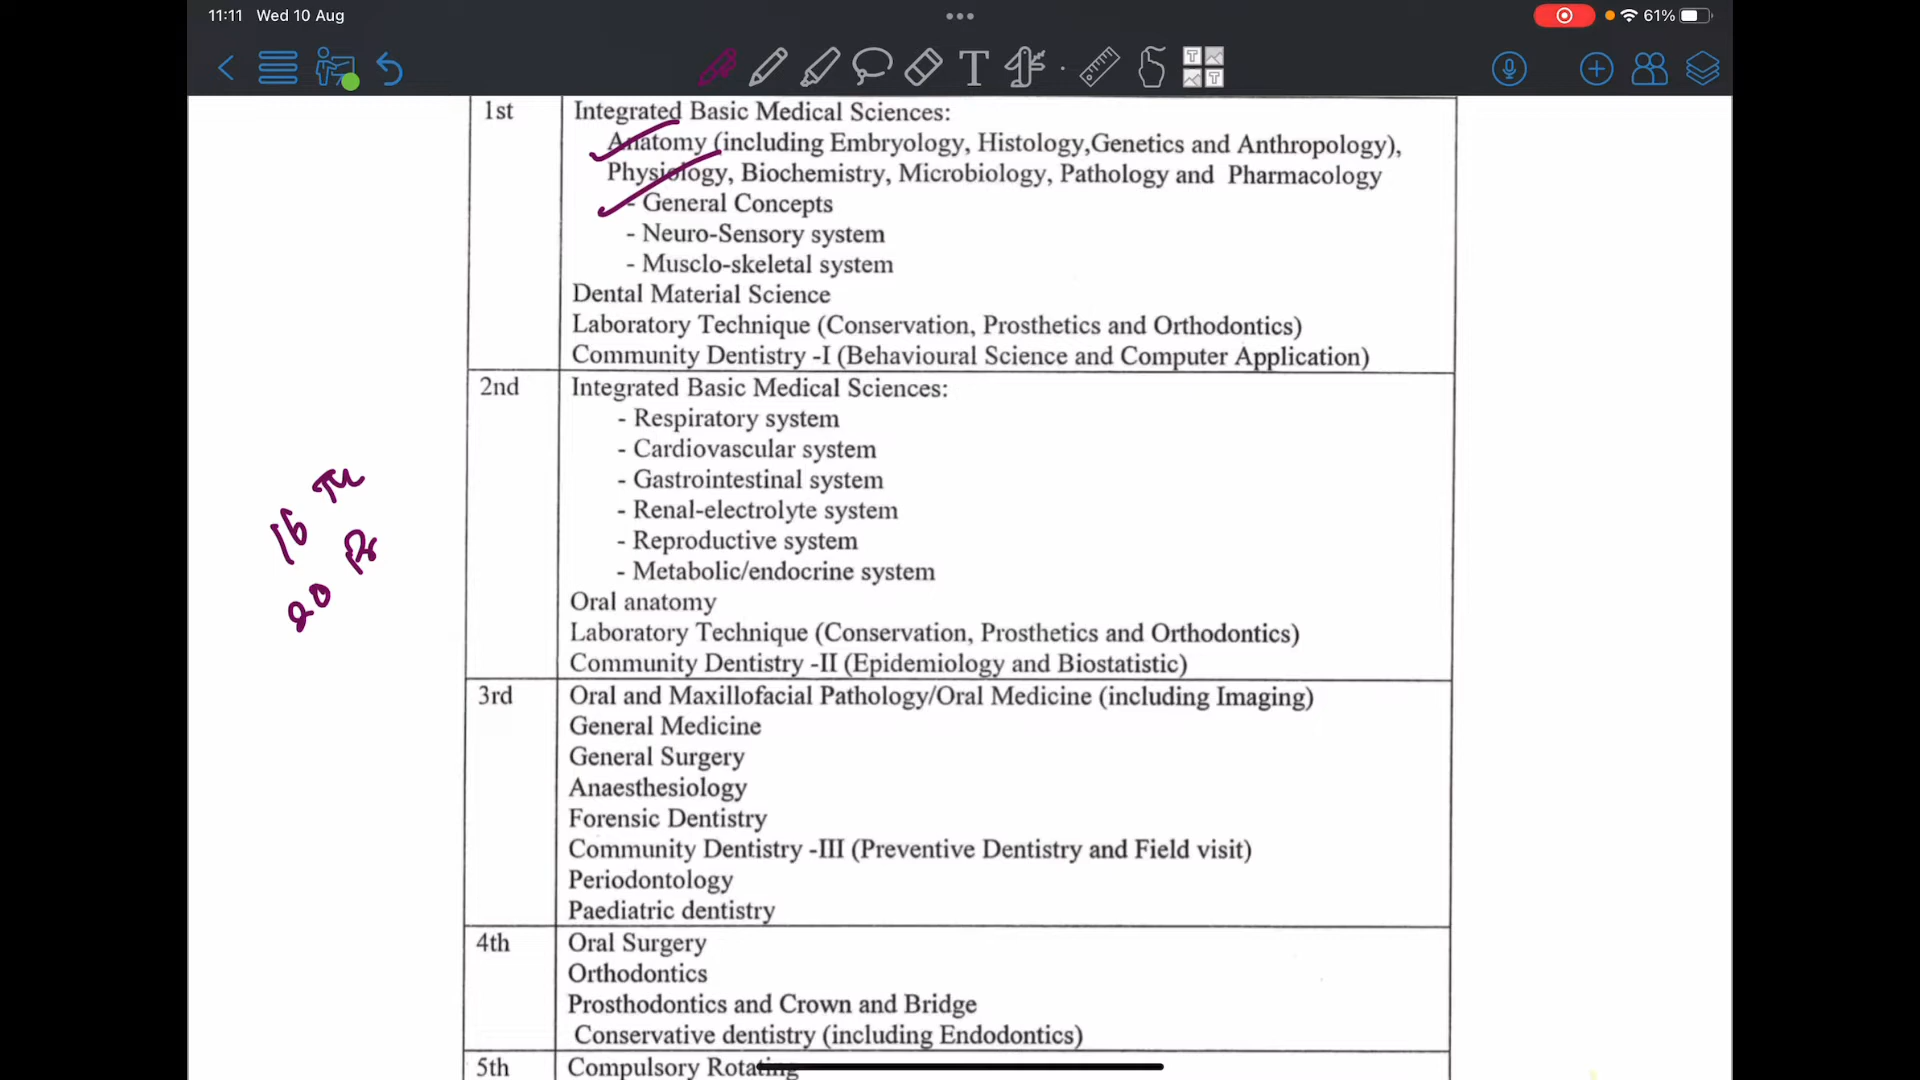 11:11 Wed 10 Aug
61%
1st
Integrated Basic Medical Sciences:
Anatomy (including Embryology, Histology,Genetics and Anthropology),
Physiology, Biochemistry, Microbiology, Pathology and Pharmacology
- General Concepts
- Neuro-Sensory system
- Musclo-skeletal system
Dental Material Science
Laboratory Technique (Conservation, Prosthetics and Orthodontics)
Community Dentistry -I (Behavioural Science and Computer Application)
2nd
Integrated Basic Medical Sciences:
- Respiratory system
- Cardiovascular system
- Gastrointestinal system
- Renal-electrolyte system
- Reproductive system
- Metabolic/endocrine system
Oral anatomy
Laboratory Technique (Conservation, Prosthetics and Orthodontics)
Community Dentistry -II (Epidemiology and Biostatistic)
16 Th
20 Pr
3rd
Oral and Maxillofacial Pathology/Oral Medicine (including Imaging)
General Medicine
General Surgery
Anaesthesiology
Forensic Dentistry
Community Dentistry -III (Preventive Dentistry and Field visit)
Periodontology
Paediatric dentistry
4th
Oral Surgery
Orthodontics
Prosthodontics and Crown and Bridge
Conservative dentistry (including Endodontics)
5th
Compulsory Rotating